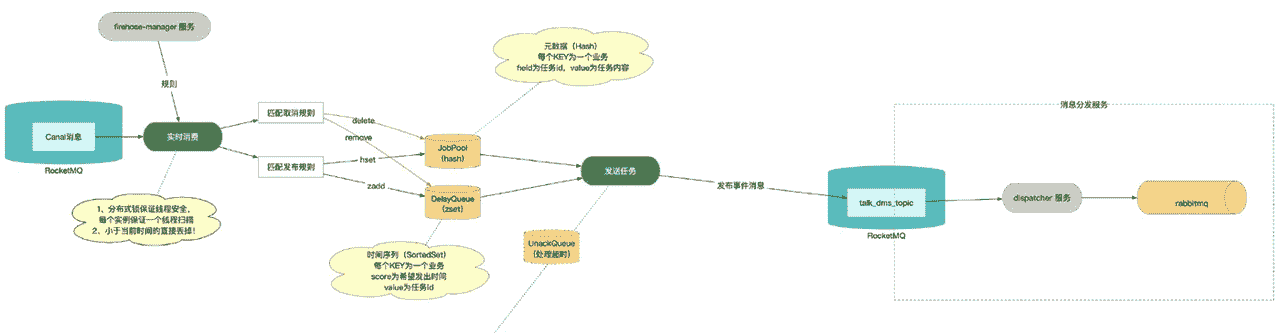 firehose-manager 服务
规则
Canal消息
RocketMQ
实时消费
1、分布式锁保证线程安全，
每个实例保证一个线程扫描
2、小于当前时间的直接丢掉！
匹配取消规则
匹配发布规则
delete
remove
hset
zadd
元数据（Hash）
每个KEY为一个业务
field为任务id，value为任务内容
JobPool
(hash)
DelayQueue
(zset)
时间序列（SortedSet）
每个KEY为一个业务
score为希望发出时间
value为任务id
UnackQueue
（处理超时）
发送任务
发布事件消息
消息分发服务
talk_dms_topic
RocketMQ
dispatcher 服务
rabbitmq